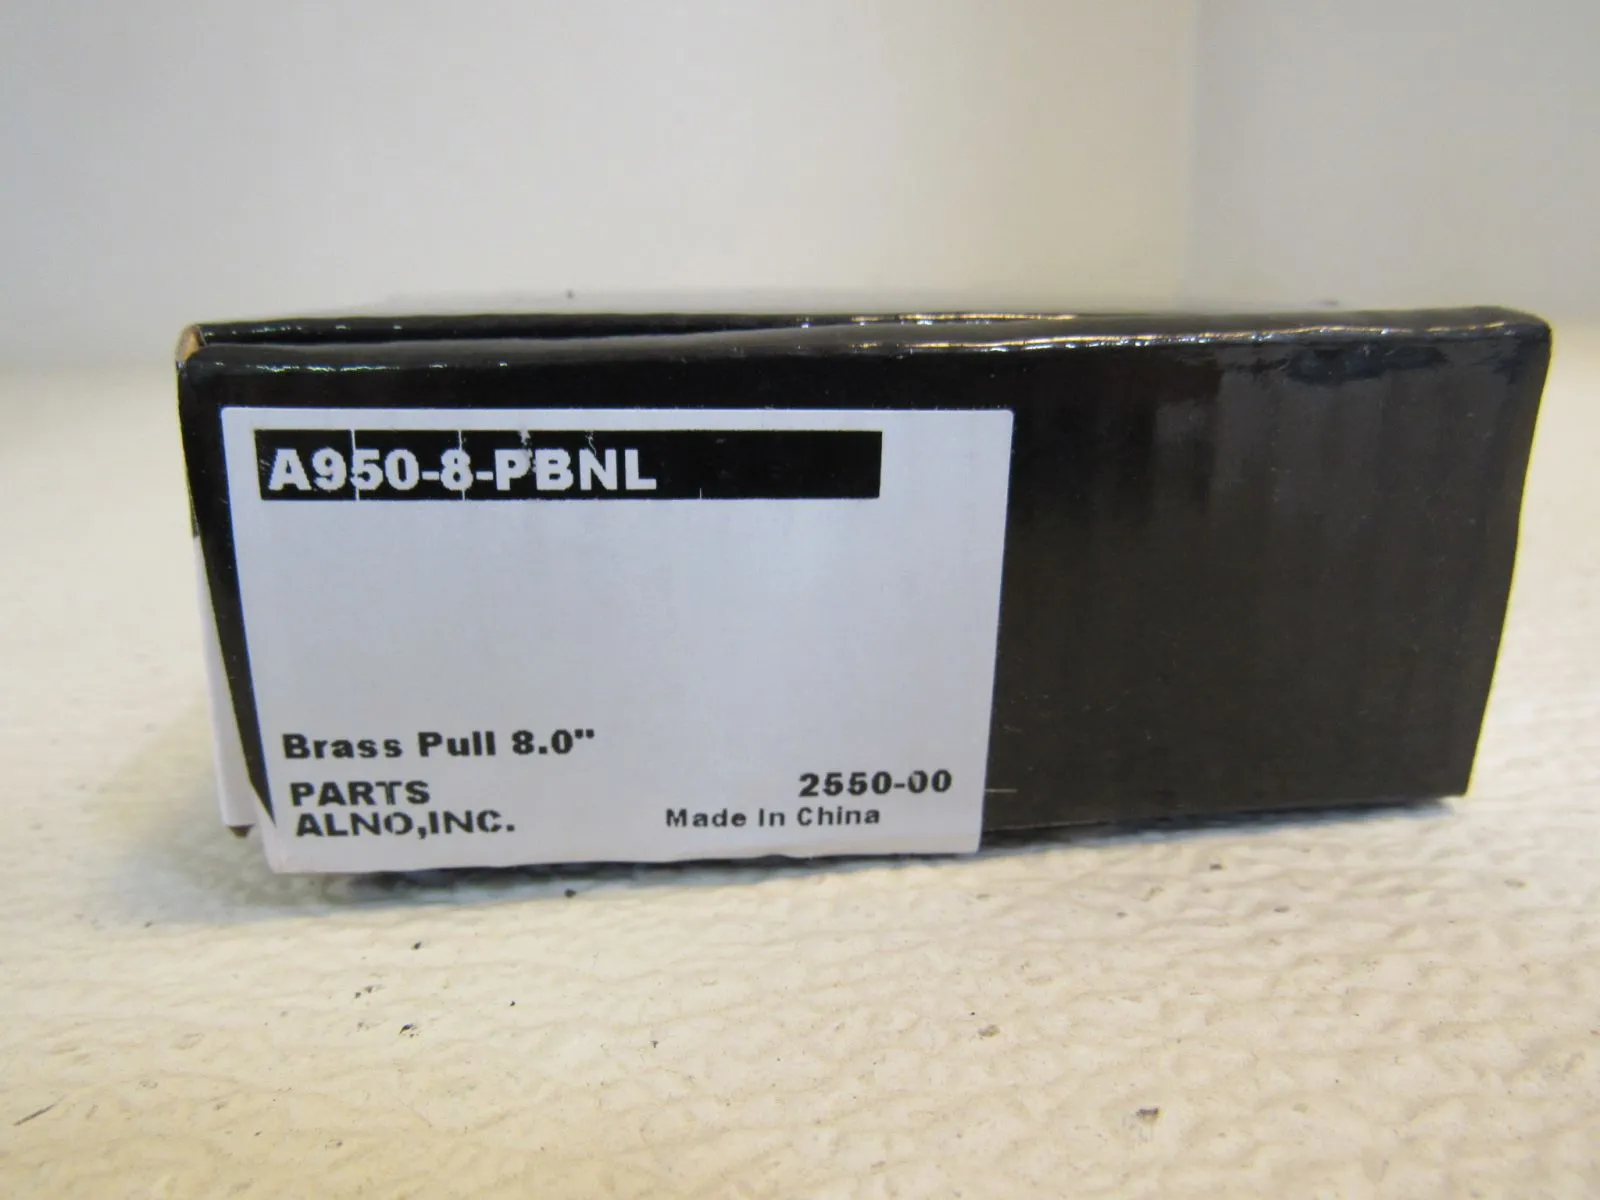 A950-8-PBNL
Brass Pull 8.0"
PARTS 2550-00
ALNO,INC. Made In China